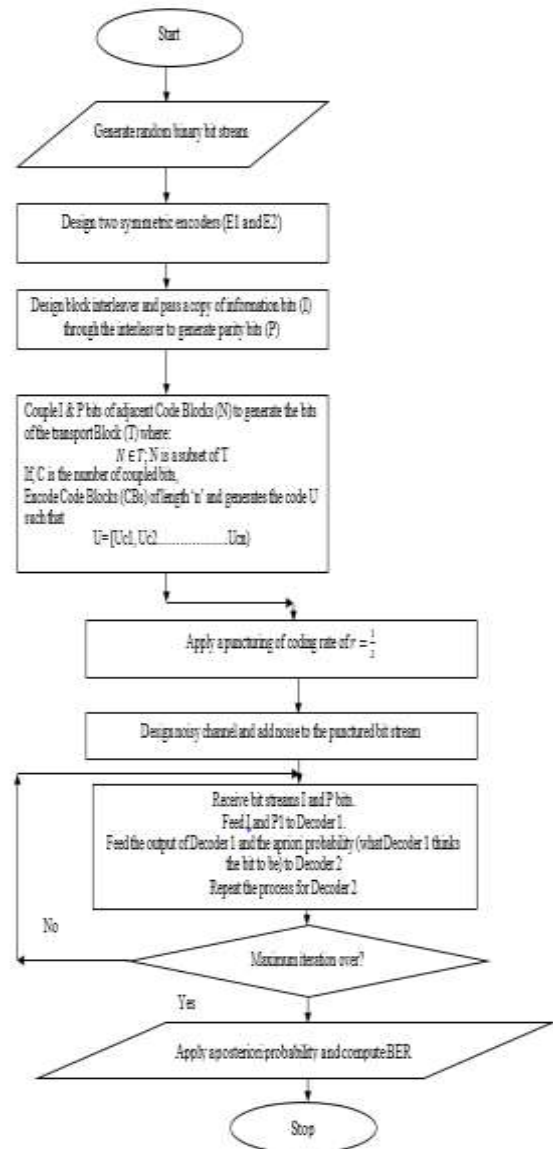 Start
Generate random binary bit stream
Design two symmetric encoders (E1 and E2)
Design block interleaver and pass a copy of information bits (I)
through the interleaver to generate parity bits (P)
Couple I & P bits of adjacent Code Blocks (N) to generate the bits
of the transport Block (T) where:
N ∈ T; N is a subset of T
If, C is the number of coupled bits,
Encode Code Blocks (CBs) of length 'n' and generates the code U
such that
U= [Uc1, Uc2........................Ucn)
Apply a puncturing of coding rate of r =
Design noisy channel and add noise to the punctured bit stream
Receive bit streams I and P bits.
Feed I and P1 to Decoder 1.
Feed the output of Decoder 1 and the apriori probability (what Decoder 1 thinks
the bit to be) to Decoder 2
Repeat the process for Decoder 2
No
Maximum iteration over?
Yes
Apply a posteriori probability and compute BER
Stop